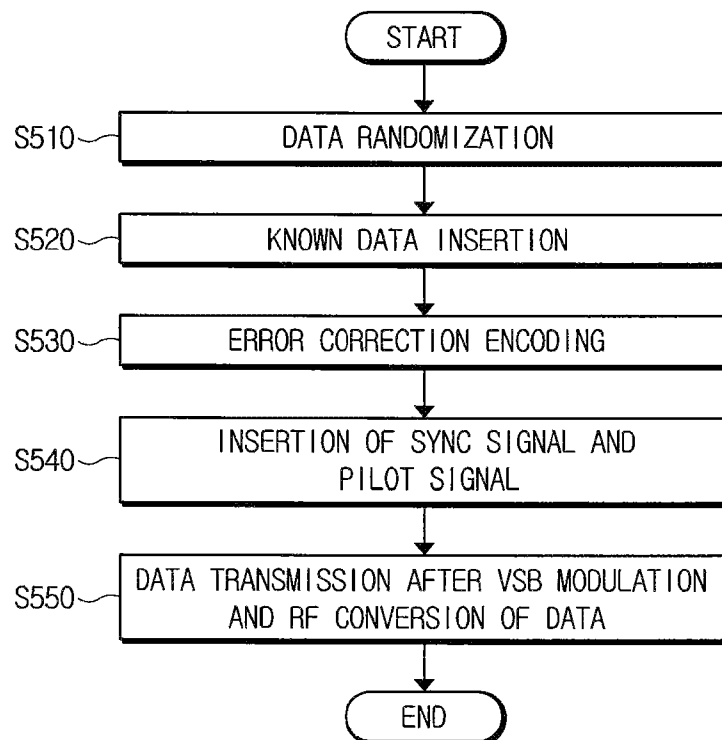 START
S510
DATA RANDOMIZATION
S520
KNOWN DATA INSERTION
S530
ERROR CORRECTION ENCODING
S540
INSERTION OF SYNC SIGNAL AND
PILOT SIGNAL
S550
DATA TRANSMISSION AFTER VSB MODULATION
AND RF CONVERSION OF DATA
END